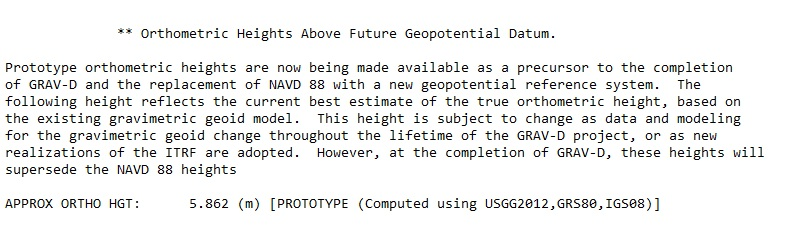 ** Orthometric Heights Above Future Geopotential Datum.
Prototype orthometric heights are now being made available as a precursor to the completion
of GRAV-D and the replacement of NAVD 88 with a new geopotential reference system.  The
following height reflects the current best estimate of the true orthometric height, based on
the existing gravimetric geoid model.  This height is subject to change as data and modeling
for the gravimetric geoid change throughout the lifetime of the GRAV-D project, or as new
realizations of the ITRF are adopted.  However, at the completion of GRAV-D, these heights will
supersede the NAVD 88 heights
APPROX ORTHO HGT:      5.862 (m) [PROTOTYPE (Computed using USGG2012,GRS80,IGS08)]